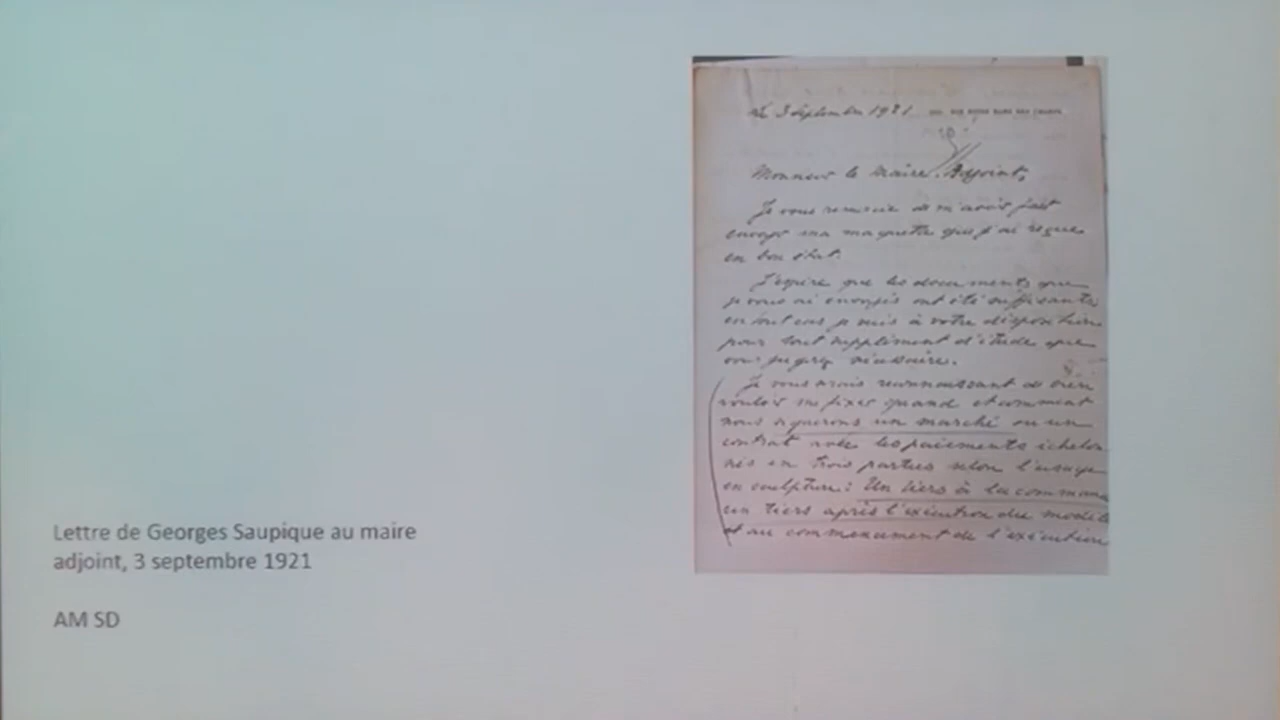 le 3 septembre 1921
Monsieur le Maire Adjoint,
Je vous remercie de m'avoir fait
envoyer ma maquette que j'ai reçue
en bon état.
J'espère que les documents que
je vous ai envoyés ont été suffisants
en tout cas je suis à votre disposition
pour tout supplément d'étude que
vous jugerez nécessaire.
Je vous serais reconnaissant de bien
vouloir me fixer quand et comment
nous signerons un marché ou un
contrat avec les paiements échelon
nés en trois parties selon l'usage
en sculpture : Un tiers à la comman
un tiers après l'exécution du modèle
et au commencement de l'exécution
Lettre de Georges Saupique au maire
adjoint, 3 septembre 1921
AM SD